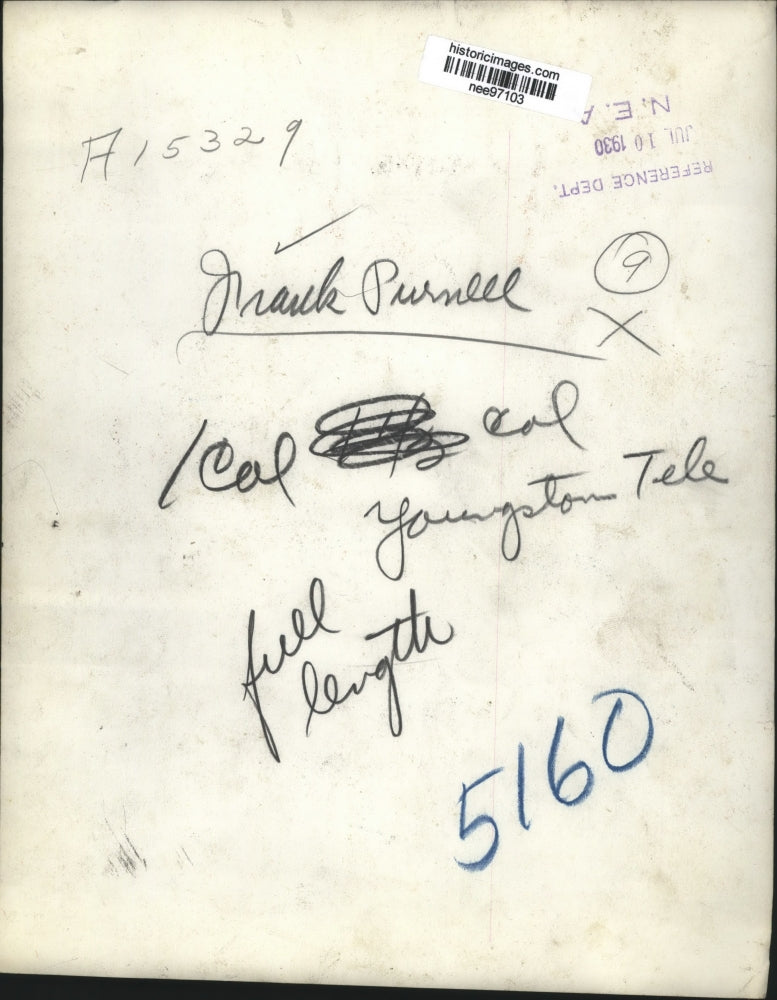 historicimages.com
nee97103
N. E. A
JUL 10 1930
REFERENCE DEPT.
A15329
Frank Purnell
9
X
1 Col col
Youngstown Tele
full
length
5160